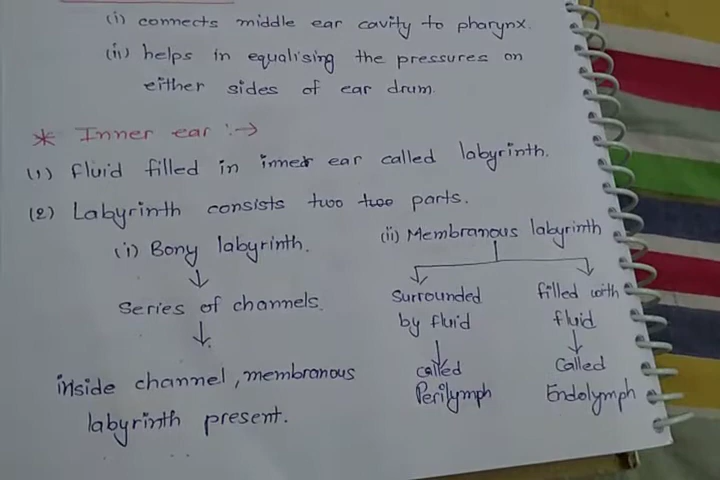 (i) connects middle ear cavity to pharynx.
(ii) helps in equalising the pressures on
either sides of ear drum.
* Inner ear :→
(1) fluid filled in inner ear called labyrinth.
(2) Labyrinth consists two two parts.
(i) Bony labyrinth.
↓
Series of channels.
↓
inside channel, membranous
labyrinth present.
(ii) Membranous labyrinth
Surrounded
by fluid
↓
called
Perilymph
filled with
fluid
↓
Called
Endolymph